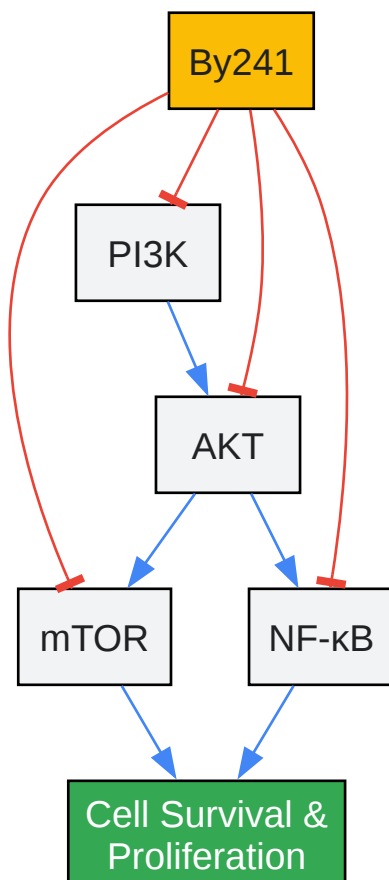 By241
PI3K
AKT
mTOR
NF-κB
Cell Survival &
Proliferation